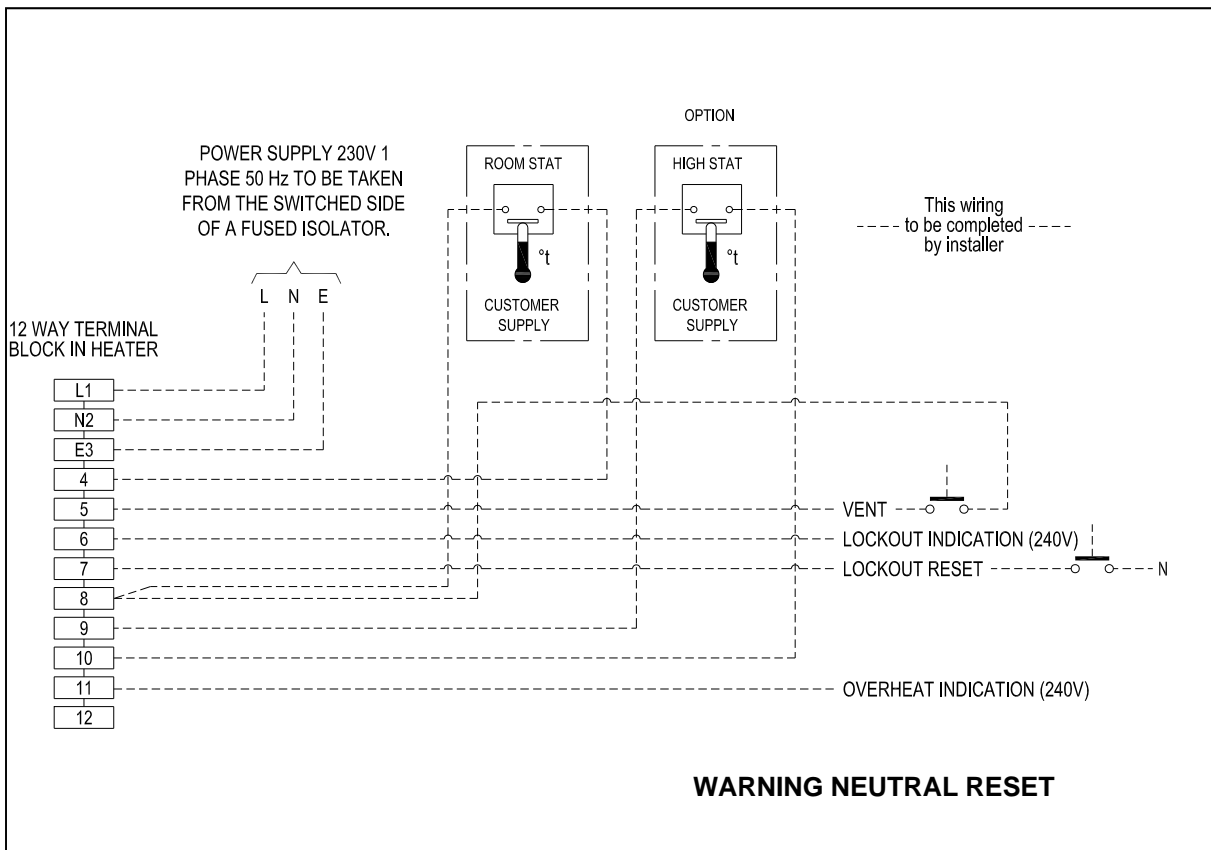 OPTION
POWER SUPPLY 230V 1
PHASE 50 Hz TO BE TAKEN
FROM THE SWITCHED SIDE
OF A FUSED ISOLATOR.
ROOM STAT
°t
CUSTOMER
SUPPLY
HIGH STAT
°t
CUSTOMER
SUPPLY
This wiring
to be completed
by installer
L N E
12 WAY TERMINAL
BLOCK IN HEATER
L1
N2
E3
4
5
VENT
6
LOCKOUT INDICATION (240V)
7
LOCKOUT RESET
N
8
9
10
11
OVERHEAT INDICATION (240V)
12
WARNING NEUTRAL RESET